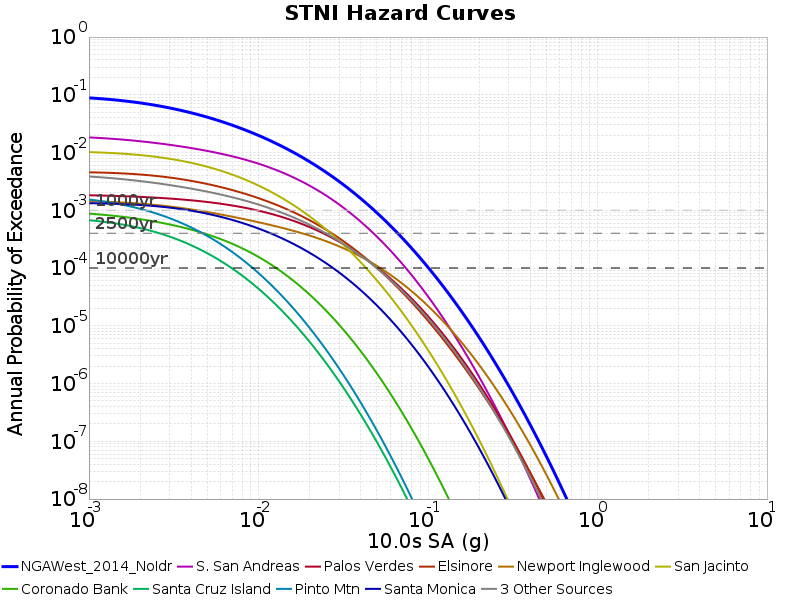 STNI Hazard Curves
Annual Probability of Exceedance
10^0
10^-1
10^-2
10^-3
10^-4
10^-5
10^-6
10^-7
10^-8
1000yr
2500yr
10000yr
10^-3 10^-2 10^-1 10^0 10^1
10.0s SA (g)
NGAWest_2014_NoIdr S. San Andreas Palos Verdes Elsinore Newport Inglewood San Jacinto
Coronado Bank Santa Cruz Island Pinto Mtn Santa Monica 3 Other Sources